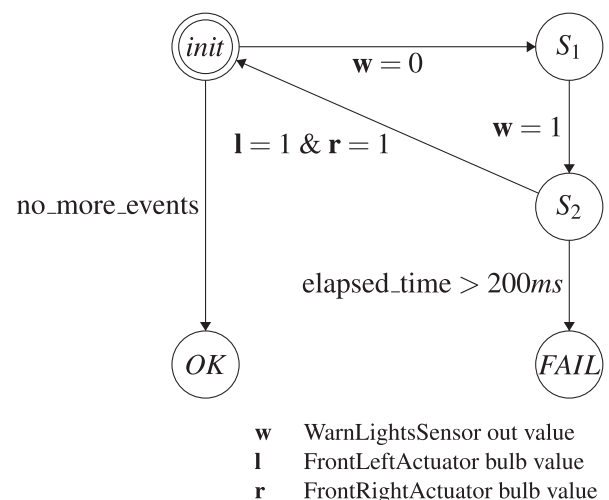 init
S1
w = 0
w = 1
l = 1 & r = 1
no_more_events
S2
elapsed_time > 200ms
OK
FAIL
w WarnLightsSensor out value
l FrontLeftActuator bulb value
r FrontRightActuator bulb value